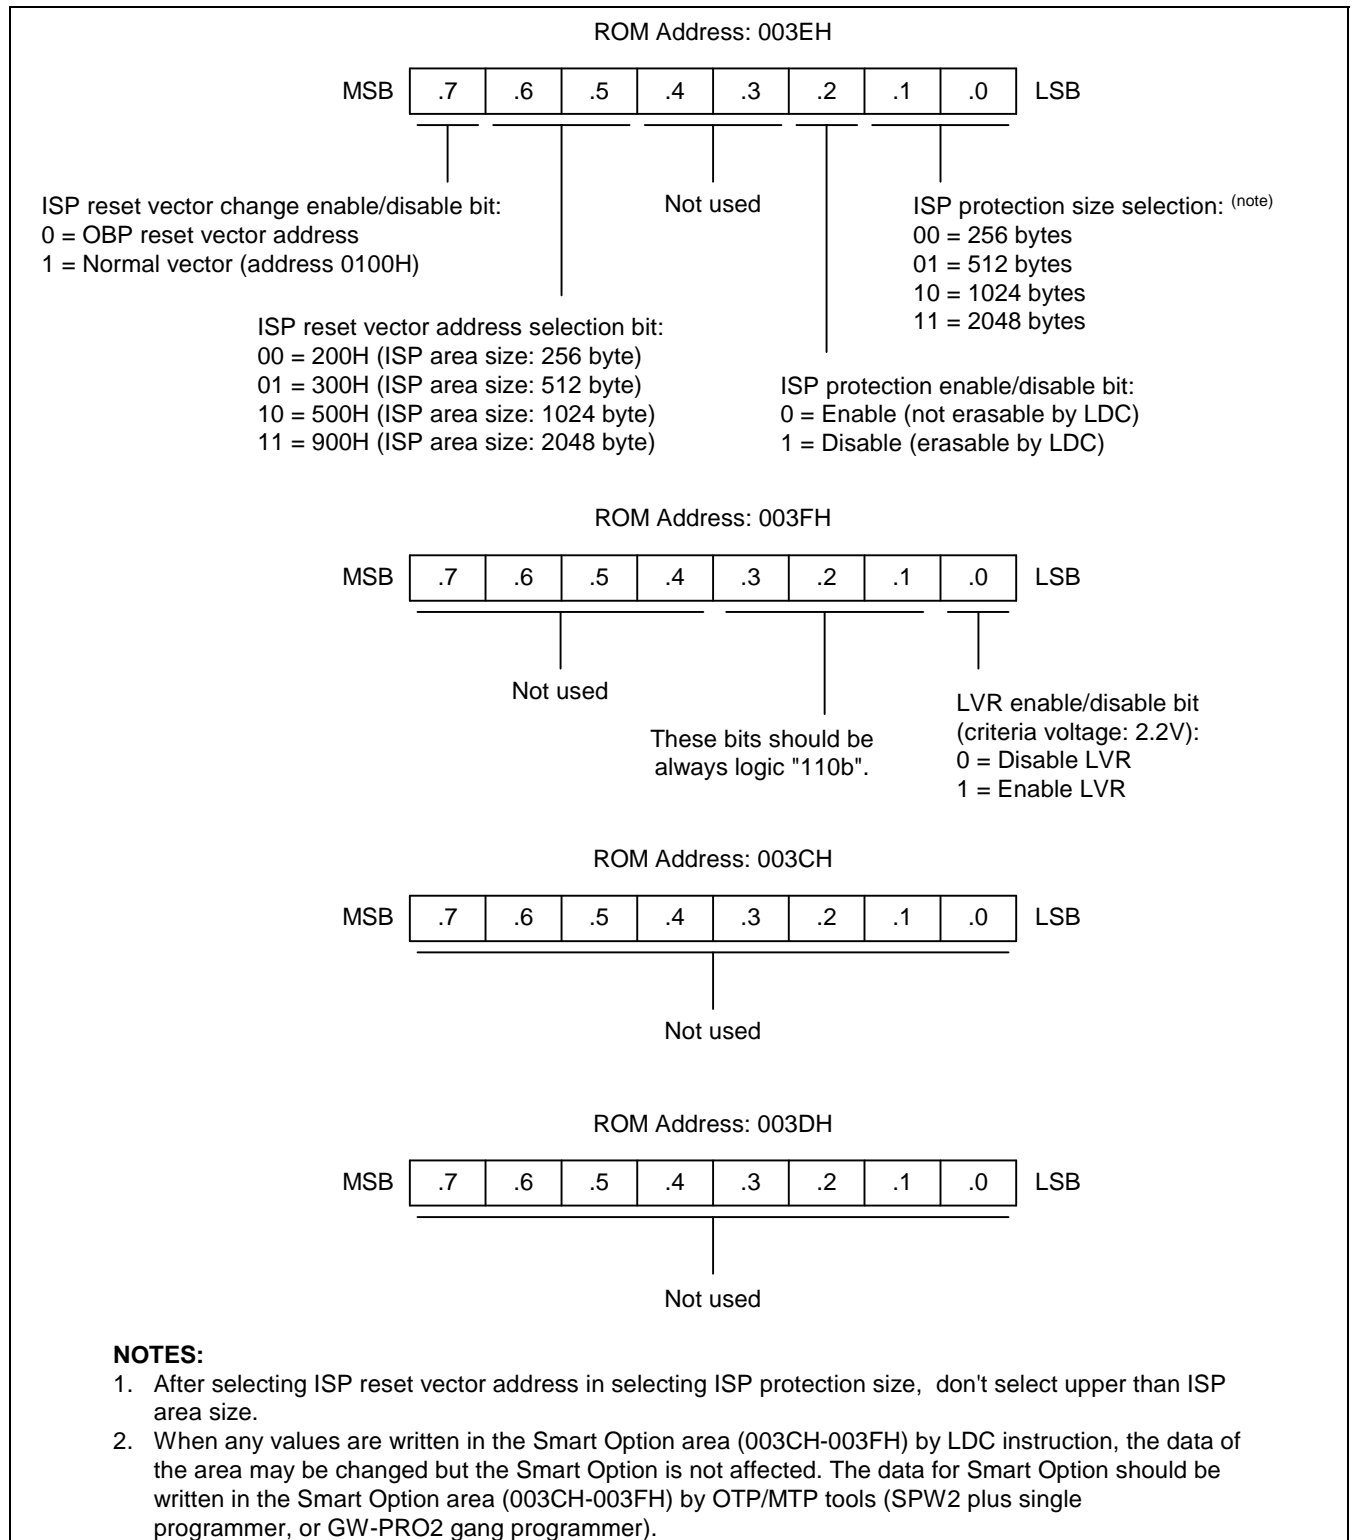 ROM Address: 003EH
MSB .7 .6 .5 .4 .3 .2 .1 .0 LSB
ISP reset vector change enable/disable bit:
0 = OBP reset vector address
1 = Normal vector (address 0100H)
Not used
ISP protection size selection: (note)
00 = 256 bytes
01 = 512 bytes
10 = 1024 bytes
11 = 2048 bytes
ISP reset vector address selection bit:
00 = 200H (ISP area size: 256 byte)
01 = 300H (ISP area size: 512 byte)
10 = 500H (ISP area size: 1024 byte)
11 = 900H (ISP area size: 2048 byte)
ISP protection enable/disable bit:
0 = Enable (not erasable by LDC)
1 = Disable (erasable by LDC)
ROM Address: 003FH
MSB .7 .6 .5 .4 .3 .2 .1 .0 LSB
Not used
These bits should be
always logic "110b".
LVR enable/disable bit
(criteria voltage: 2.2V):
0 = Disable LVR
1 = Enable LVR
ROM Address: 003CH
MSB .7 .6 .5 .4 .3 .2 .1 .0 LSB
Not used
ROM Address: 003DH
MSB .7 .6 .5 .4 .3 .2 .1 .0 LSB
Not used
NOTES:
1. After selecting ISP reset vector address in selecting ISP protection size, don't select upper than ISP
area size.
2. When any values are written in the Smart Option area (003CH-003FH) by LDC instruction, the data of
the area may be changed but the Smart Option is not affected. The data for Smart Option should be
written in the Smart Option area (003CH-003FH) by OTP/MTP tools (SPW2 plus single
programmer, or GW-PRO2 gang programmer).